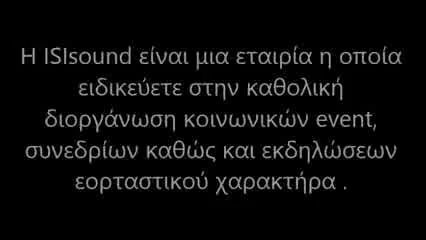 Η ISIsound είναι μια εταιρία η οποία
ειδικεύετε στην καθολική
διοργάνωση κοινωνικών event,
συνεδρίων καθώς και εκδηλώσεων
εορταστικού χαρακτήρα .